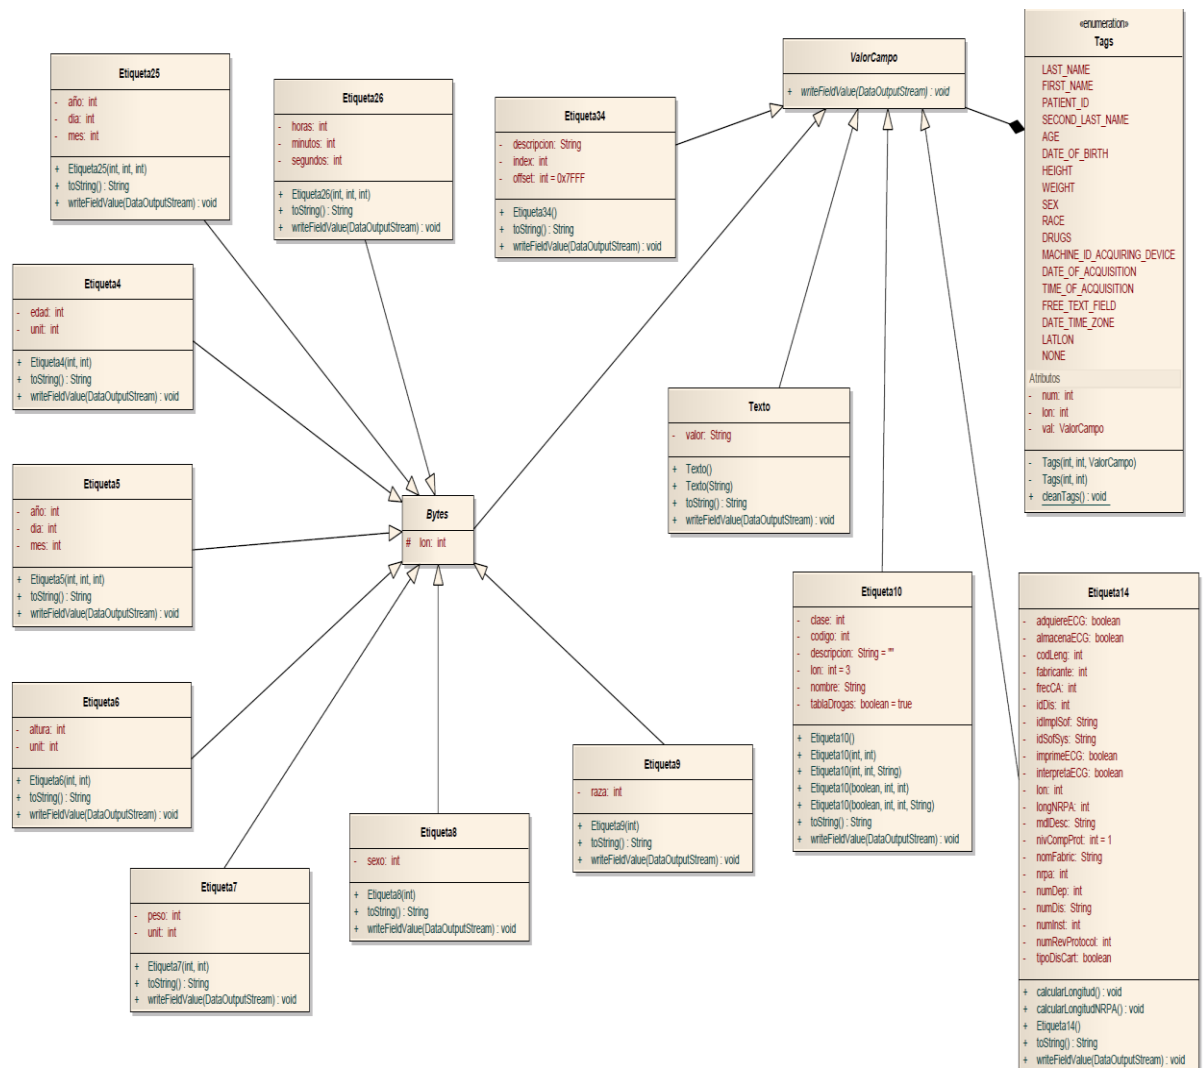 Etiqueta25
- año: int
- dia: int
- mes: int
+ Etiqueta25(int, int, int)
+ toString() : String
+ writeFieldValue(DataOutputStream) : void
Etiqueta26
- horas: int
- minutos: int
- segundos: int
+ Etiqueta26(int, int, int)
+ toString() : String
+ writeFieldValue(DataOutputStream) : void
Etiqueta34
- descripcion: String
- index: int
- offset: int = 0x7FFF
+ Etiqueta34()
+ toString() : String
+ writeFieldValue(DataOutputStream) : void
ValorCampo
+ writeFieldValue(DataOutputStream) : void
«enumeration»
Tags
LAST_NAME
FIRST_NAME
PATIENT_ID
SECOND_LAST_NAME
AGE
DATE_OF_BIRTH
HEIGHT
WEIGHT
SEX
RACE
DRUGS
MACHINE_ID_ACQUIRING_DEVICE
DATE_OF_ACQUISITION
TIME_OF_ACQUISITION
FREE_TEXT_FIELD
DATE_TIME_ZONE
LATLON
NONE
Atributos
- num: int
- lon: int
- val: ValorCampo
- Tags(int, int, ValorCampo)
- Tags(int, int)
+ cleanTags() : void
Etiqueta4
- edad: int
- unit: int
+ Etiqueta4(int, int)
+ toString() : String
+ writeFieldValue(DataOutputStream) : void
Etiqueta5
- año: int
- dia: int
- mes: int
+ Etiqueta5(int, int, int)
+ toString() : String
+ writeFieldValue(DataOutputStream) : void
Bytes
# lon: int
Texto
- valor: String
+ Texto()
+ Texto(String)
+ toString() : String
+ writeFieldValue(DataOutputStream) : void
Etiqueta6
- altura: int
- unit: int
+ Etiqueta6(int, int)
+ toString() : String
+ writeFieldValue(DataOutputStream) : void
Etiqueta7
- peso: int
- unit: int
+ Etiqueta7(int, int)
+ toString() : String
+ writeFieldValue(DataOutputStream) : void
Etiqueta8
- sexo: int
+ Etiqueta8(int)
+ toString() : String
+ writeFieldValue(DataOutputStream) : void
Etiqueta9
- raza: int
+ Etiqueta9(int)
+ toString() : String
+ writeFieldValue(DataOutputStream) : void
Etiqueta10
- clase: int
- codigo: int
- descripcion: String = ""
- lon: int = 3
- nombre: String
- tablaDrogas: boolean = true
+ Etiqueta10()
+ Etiqueta10(int, int)
+ Etiqueta10(int, int, String)
+ Etiqueta10(boolean, int, int)
+ Etiqueta10(boolean, int, int, String)
+ toString() : String
+ writeFieldValue(DataOutputStream) : void
Etiqueta14
- adquiereECG: boolean
- almacenaECG: boolean
- codLeng: int
- fabricante: int
- frecCA: int
- idDis: int
- idImplSof: String
- idSofSys: String
- imprimeECG: boolean
- interpretaECG: boolean
- lon: int
- longNRPA: int
- mdlDesc: String
- nivCompProt: int = 1
- nomFabric: String
- nrpa: int
- numDep: int
- numDis: String
- numInst: int
- numRevProtocol: int
- tipoDisCart: boolean
+ calcularLongitud() : void
+ calcularLongitudNRPA() : void
+ Etiqueta14()
+ toString() : String
+ writeFieldValue(DataOutputStream) : void